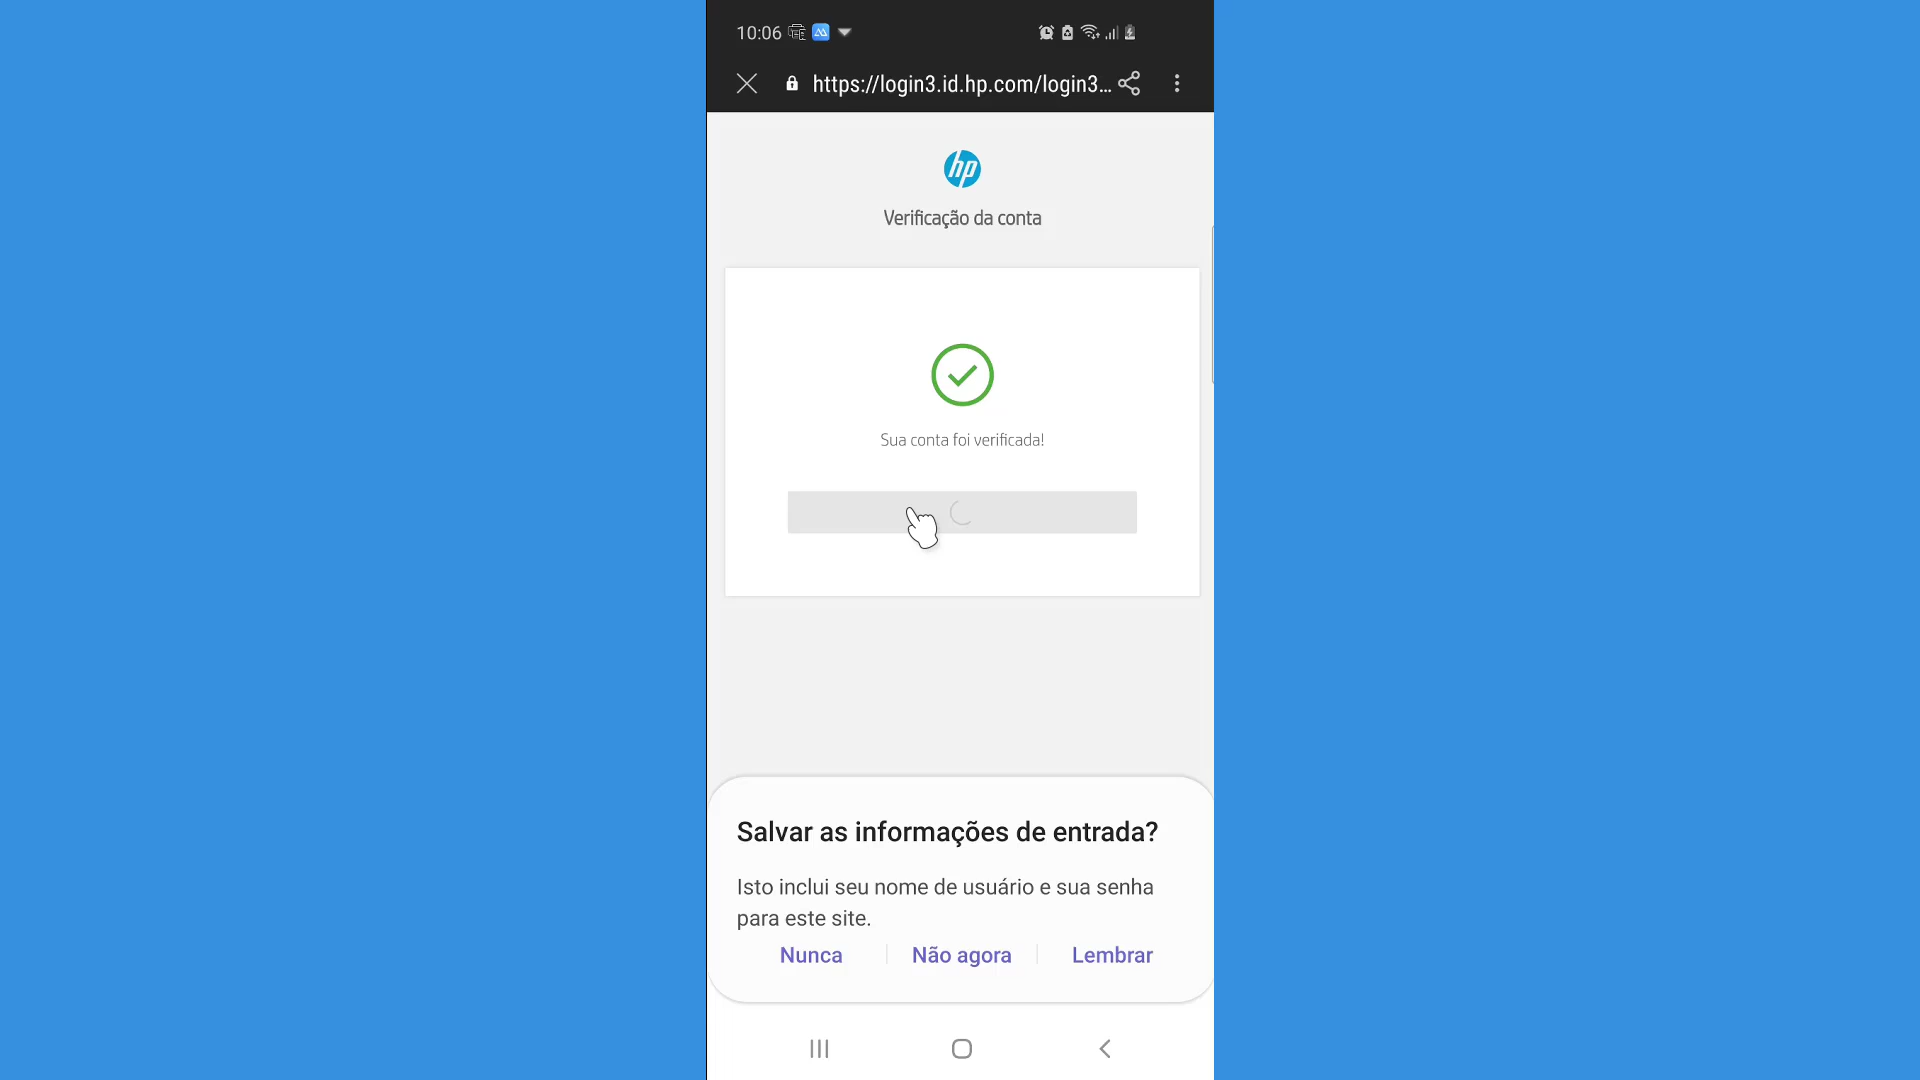 10:06
https://login3.id.hp.com/login3...
hp
Verificação da conta
Sua conta foi verificada!
Salvar as informações de entrada?
Isto inclui seu nome de usuário e sua senha
para este site.
Nunca
Não agora
Lembrar